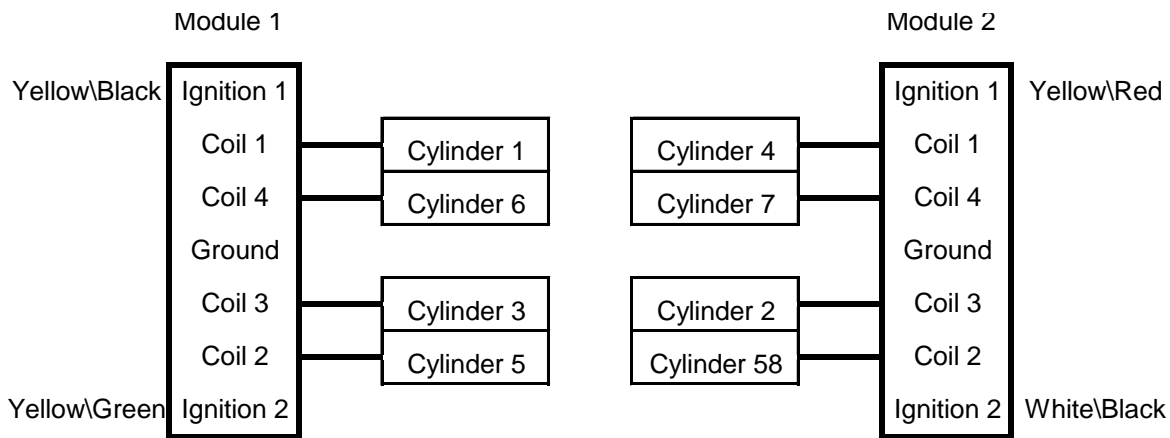 Module 1
Module 2
Yellow\Black
Ignition 1
Coil 1
Cylinder 1
Coil 4
Cylinder 6
Ground
Coil 3
Cylinder 3
Coil 2
Cylinder 5
Yellow\Green
Ignition 2
Ignition 1
Yellow\Red
Cylinder 4
Coil 1
Cylinder 7
Coil 4
Ground
Cylinder 2
Coil 3
Cylinder 58
Coil 2
Ignition 2
White\Black